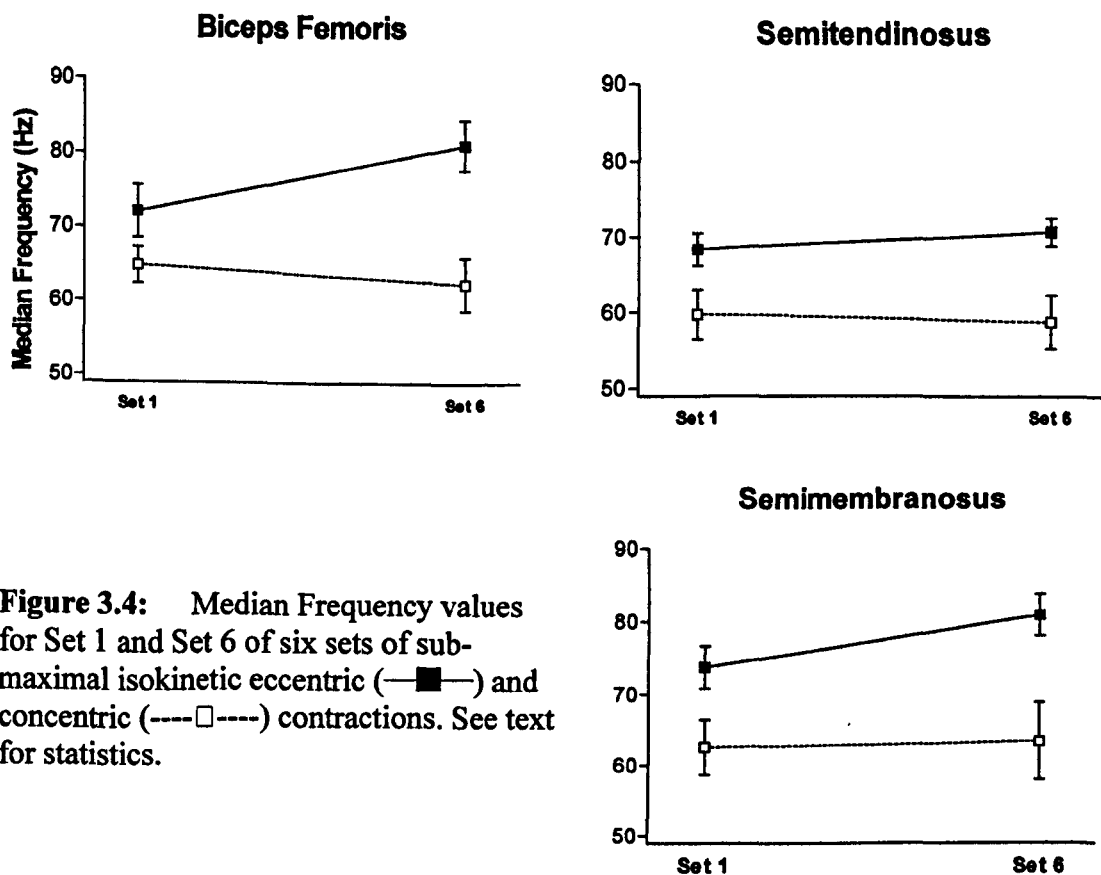 Biceps Femoris
Median Frequency (Hz)
90
80
70
60
50
Set 1 Set 6
Semitendinosus
90
80
70
60
50
Set 1 Set 6
Semimembranosus
90
80
70
60
50
Set 1 Set 6
Figure 3.4: Median Frequency values
for Set 1 and Set 6 of six sets of sub-
maximal isokinetic eccentric (—■—) and
concentric (----□----) contractions. See text
for statistics.